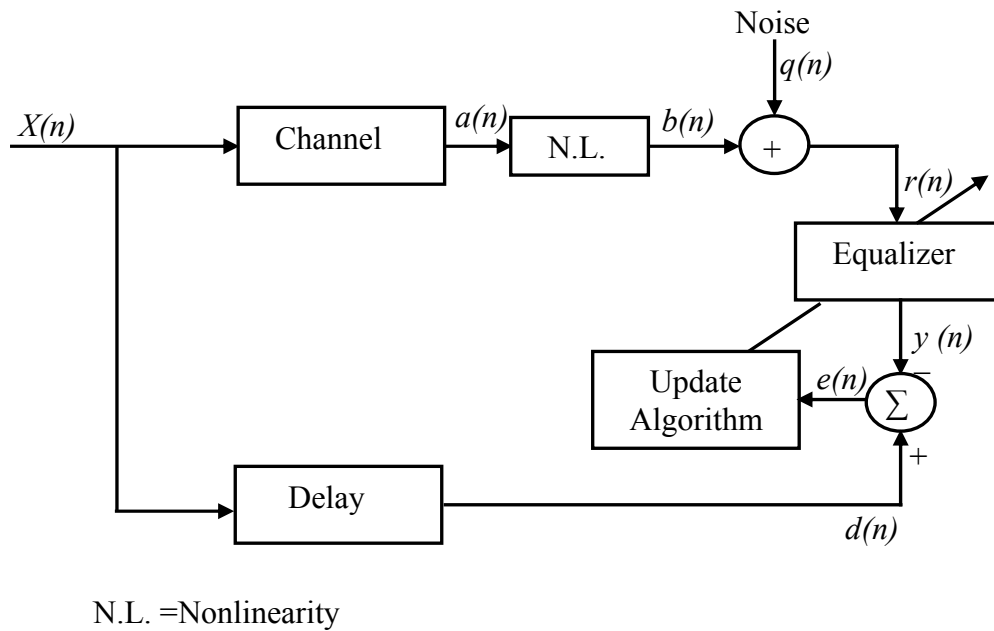 Noise
q(n)
X(n)
Channel
a(n)
N.L.
b(n)
+
r(n)
Equalizer
y (n)
−
Update
Algorithm
e(n)
Σ
+
Delay
d(n)
N.L. =Nonlinearity